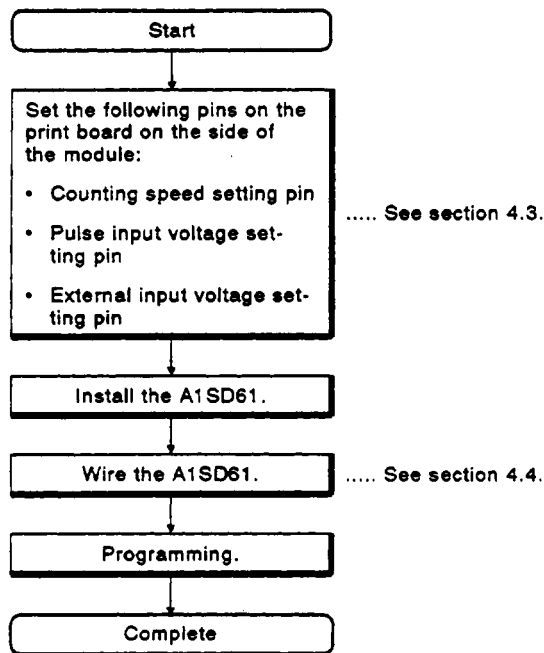 Start
Set the following pins on the
print board on the side of
the module:
• Counting speed setting pin
• Pulse input voltage set-
ting pin
• External input voltage set-
ting pin
..... See section 4.3.
Install the A1SD61.
Wire the A1SD61.
..... See section 4.4.
Programming.
Complete